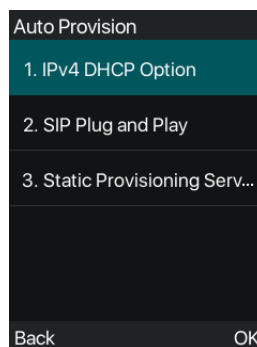 Auto Provision
1. IPv4 DHCP Option
2. SIP Plug and Play
3. Static Provisioning Serv...
Back OK